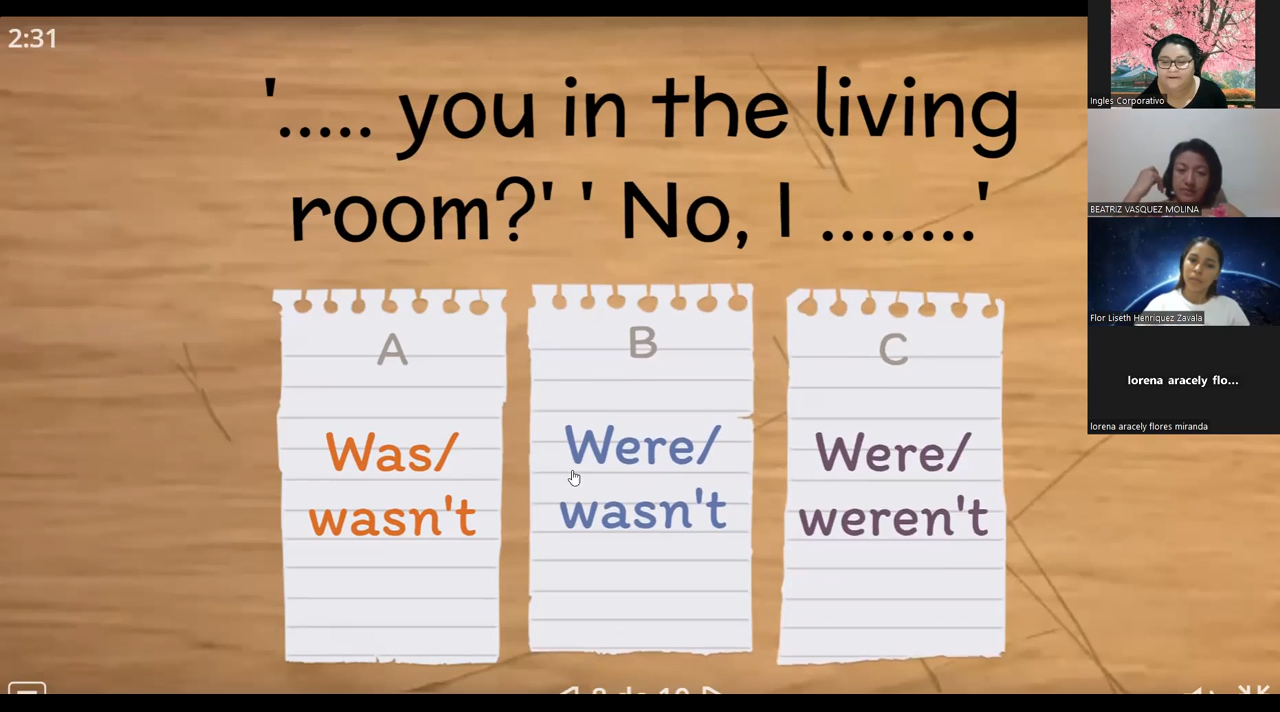 2:31
'..... you in the living
room?' ' No, I ........'
A
Was/
wasn't
B
Were/
wasn't
C
Were/
weren't
Ingles Corporativo
BEATRIZ VASQUEZ MOLINA
Flor Liseth Henriquez Zavala
lorena aracely flo...
lorena aracely flores miranda